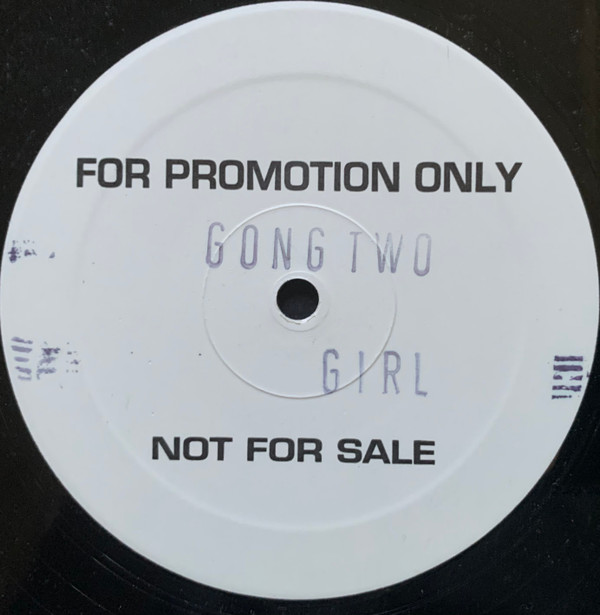 FOR PROMOTION ONLY
GONG TWO
GIRL
NOT FOR SALE